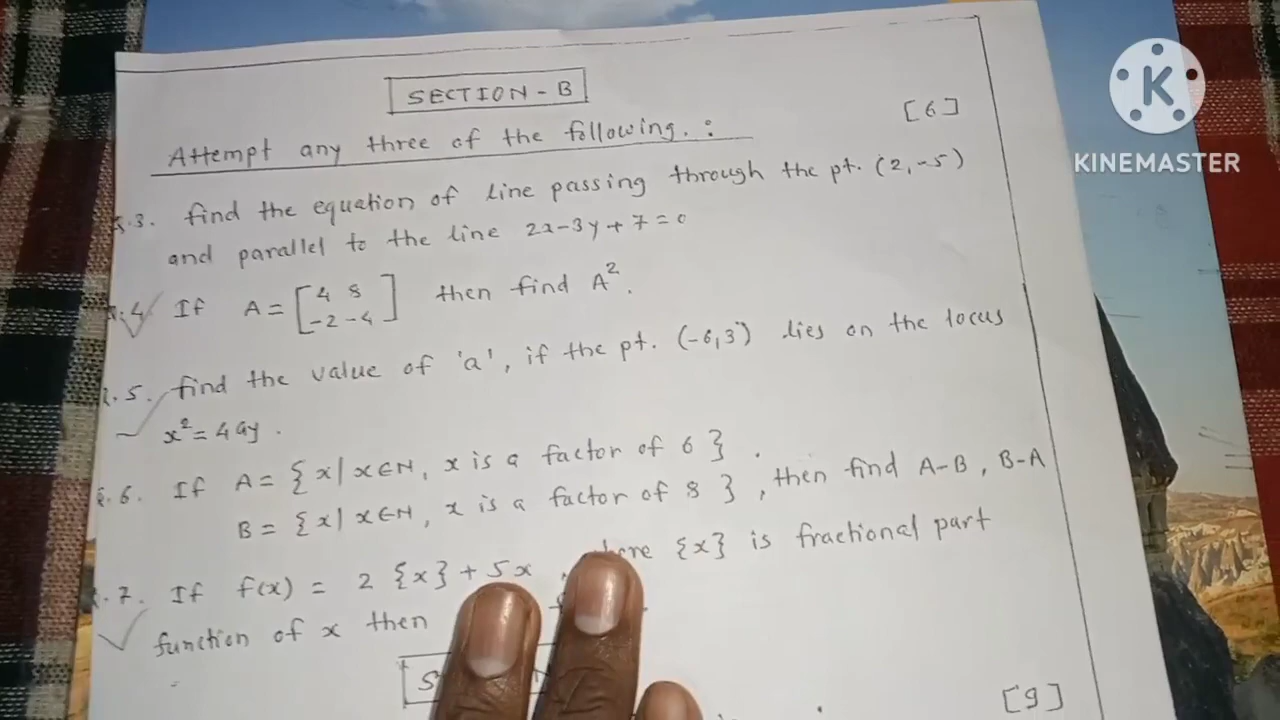 SECTION - B
Attempt any three of the following. :
[6]
K
KINEMASTER
Q.3. find the equation of line passing through the pt. (2,-5)
and parallel to the line 2x-3y+7=0
Q.4. If A = [4 8 -2 -4] then find A².
Q.5. find the value of 'a', if the pt. (-6,3) lies on the locus
x² = 4ay.
Q.6. If A = {x | x∈N, x is a factor of 6}.
B = {x | x∈N, x is a factor of 8}, then find A-B, B-A
Q.7. If f(x) = 2 {x} + 5x, {x} is fractional part
function of x then
[9]